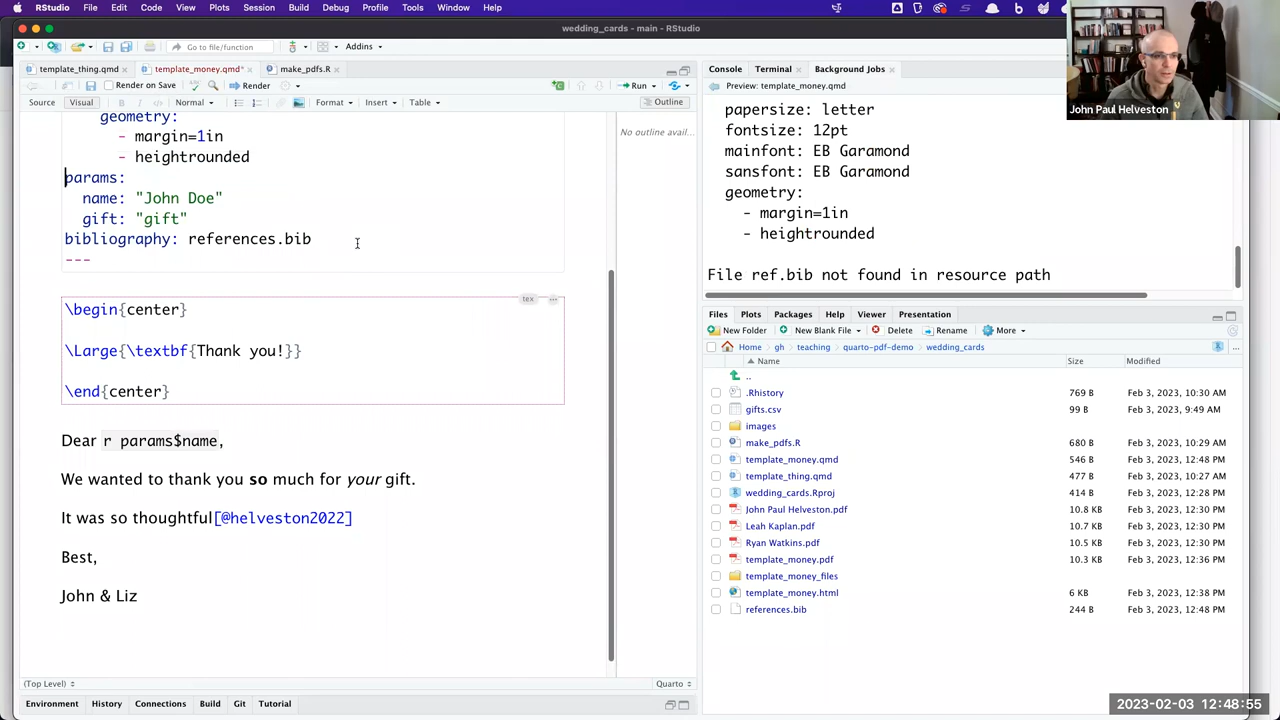 RStudio File Edit Code View Plots Session Build Debug Profile Tools Window Help
wedding_cards - main - RStudio
Go to file/function Addins
template_thing.qmd template_money.qmd* make_pdfs.R
Render on Save Render Run
Source Visual B I Normal Format Insert Table Outline
geometry:
- margin=1in
- heightrounded
params:
name: "John Doe"
gift: "gift"
bibliography: references.bib
---
tex
\begin{center}
\Large{\textbf{Thank you!}}
\end{center}
Dear r params$name,
We wanted to thank you so much for your gift.
It was so thoughtful[@helveston2022]
Best,
John & Liz
(Top Level) Quarto
Environment History Connections Build Git Tutorial
No outline avail...
Console Terminal Background Jobs
Preview: template_money.qmd
papersize: letter
fontsize: 12pt
mainfont: EB Garamond
sansfont: EB Garamond
geometry:
- margin=1in
- heightrounded
File ref.bib not found in resource path
Files Plots Packages Help Viewer Presentation
New Folder New Blank File Delete Rename More
Home gh teaching quarto-pdf-demo wedding_cards ...
Name Size Modified
..
.Rhistory 769 B Feb 3, 2023, 10:30 AM
gifts.csv 99 B Feb 3, 2023, 9:49 AM
images
make_pdfs.R 680 B Feb 3, 2023, 10:29 AM
template_money.qmd 546 B Feb 3, 2023, 12:48 PM
template_thing.qmd 477 B Feb 3, 2023, 10:27 AM
wedding_cards.Rproj 414 B Feb 3, 2023, 12:28 PM
John Paul Helveston.pdf 10.8 KB Feb 3, 2023, 12:30 PM
Leah Kaplan.pdf 10.7 KB Feb 3, 2023, 12:30 PM
Ryan Watkins.pdf 10.5 KB Feb 3, 2023, 12:30 PM
template_money.pdf 10.3 KB Feb 3, 2023, 12:36 PM
template_money_files
template_money.html 6 KB Feb 3, 2023, 12:38 PM
references.bib 244 B Feb 3, 2023, 12:48 PM
John Paul Helveston
2023-02-03 12:48:55